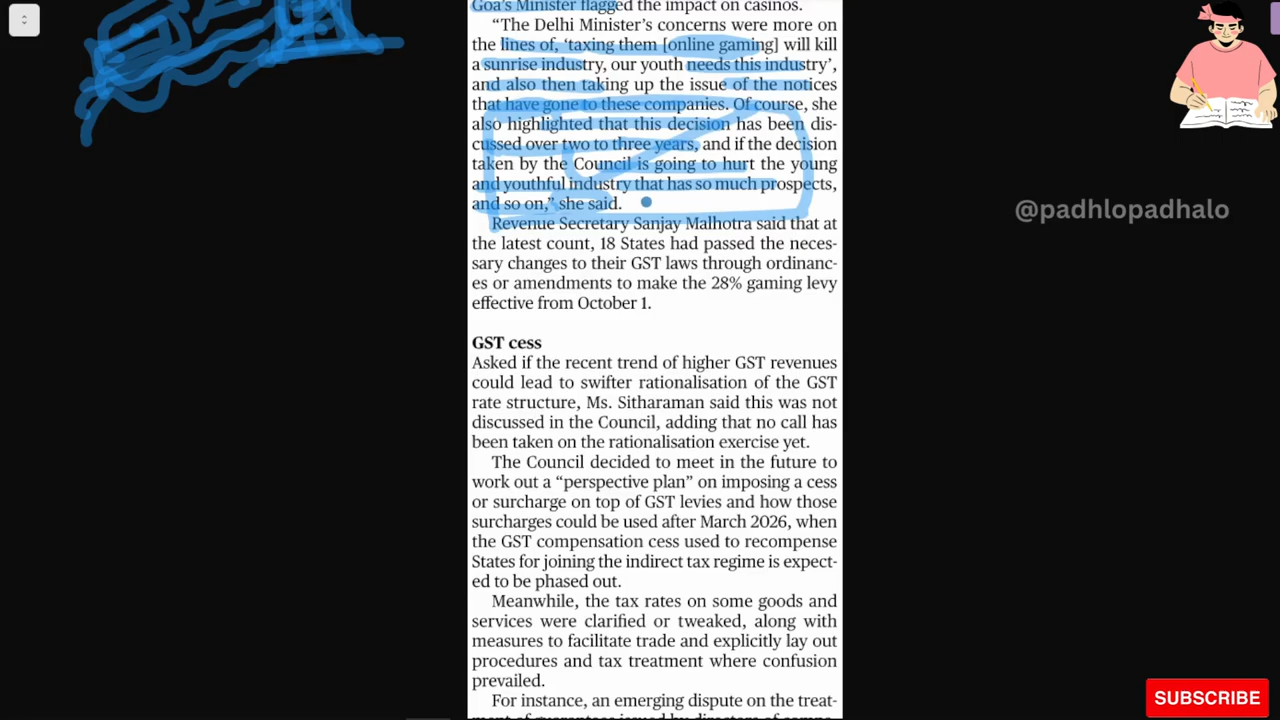 Goa's Minister flagged the impact on casinos.
“The Delhi Minister's concerns were more on
the lines of, ‘taxing them [online gaming] will kill
a sunrise industry, our youth needs this industry’,
and also then taking up the issue of the notices
that have gone to these companies. Of course, she
also highlighted that this decision has been dis-
cussed over two to three years, and if the decision
taken by the Council is going to hurt the young
and youthful industry that has so much prospects,
and so on,” she said.
Revenue Secretary Sanjay Malhotra said that at
the latest count, 18 States had passed the neces-
sary changes to their GST laws through ordinanc-
es or amendments to make the 28% gaming levy
effective from October 1.
GST cess
Asked if the recent trend of higher GST revenues
could lead to swifter rationalisation of the GST
rate structure, Ms. Sitharaman said this was not
discussed in the Council, adding that no call has
been taken on the rationalisation exercise yet.
The Council decided to meet in the future to
work out a “perspective plan” on imposing a cess
or surcharge on top of GST levies and how those
surcharges could be used after March 2026, when
the GST compensation cess used to recompense
States for joining the indirect tax regime is expect-
ed to be phased out.
Meanwhile, the tax rates on some goods and
services were clarified or tweaked, along with
measures to facilitate trade and explicitly lay out
procedures and tax treatment where confusion
prevailed.
For instance, an emerging dispute on the treat-
@padhlopadhalo
SUBSCRIBE